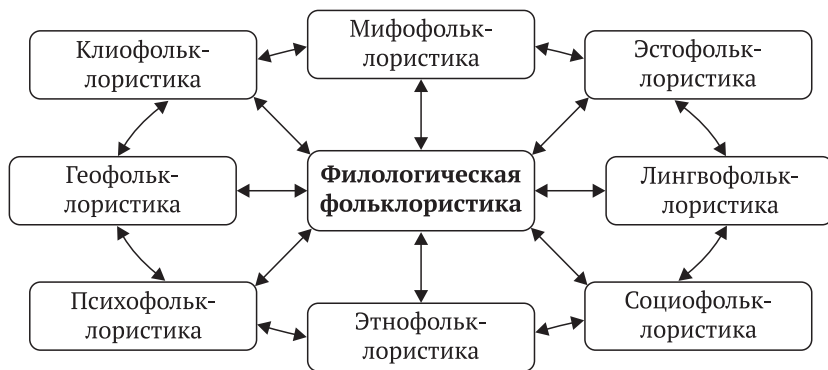 Клиофольк-
лористика
Мифофольк-
лористика
Эстофольк-
лористика
Геофольк-
лористика
Филологическая
фольклористика
Лингвофольк-
лористика
Психофольк-
лористика
Этнофольк-
лористика
Социофольк-
лористика